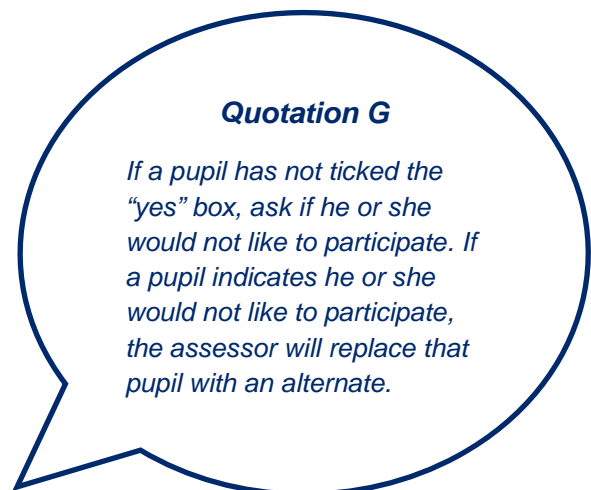 Quotation G
If a pupil has not ticked the
“yes” box, ask if he or she
would not like to participate. If
a pupil indicates he or she
would not like to participate,
the assessor will replace that
pupil with an alternate.